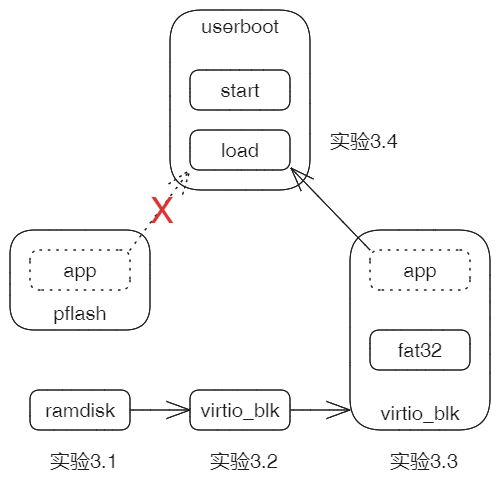 userboot
start
load
实验3.4
X
app
pflash
app
fat32
virtio_blk
ramdisk
virtio_blk
实验3.1
实验3.2
实验3.3